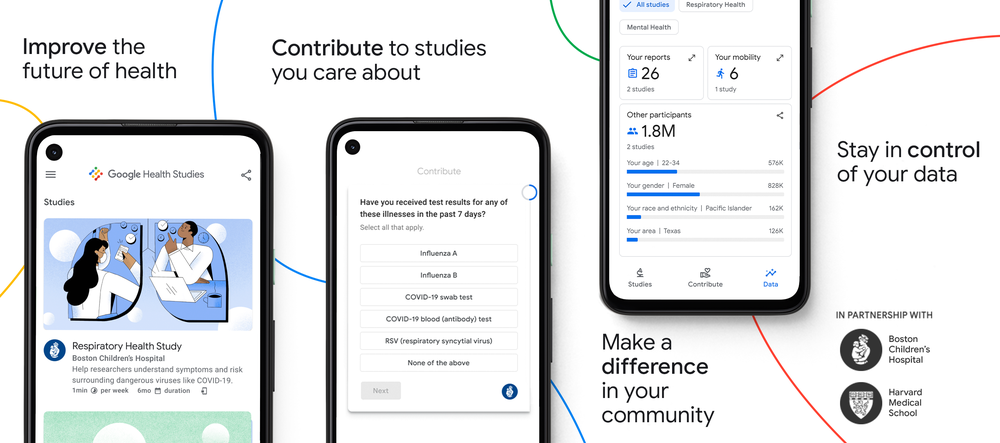 Improve the
future of health
Google Health Studies
Studies
Respiratory Health Study
Boston Children's Hospital
Help researchers understand symptoms and risk
surrounding dangerous viruses like COVID-19.
1min per week 6mo duration
Contribute to studies
you care about
Contribute
Have you received test results for any of
these illnesses in the past 7 days?
Select all that apply.
Influenza A
Influenza B
COVID-19 swab test
COVID-19 blood (antibody) test
RSV (respiratory syncytial virus)
None of the above
Next
All studies
Respiratory Health
Mental Health
Your reports
26
2 studies
Your mobility
6
1 study
Other participants
1.8M
2 studies
Your age | 22-34 576K
Your gender | Female 828K
Your race and ethnicity | Pacific Islander 162K
Your area | Texas 126K
Studies
Contribute
Data
Make a
difference
in your
community
Stay in control
of your data
IN PARTNERSHIP WITH
Boston
Children's
Hospital
Harvard
Medical
School